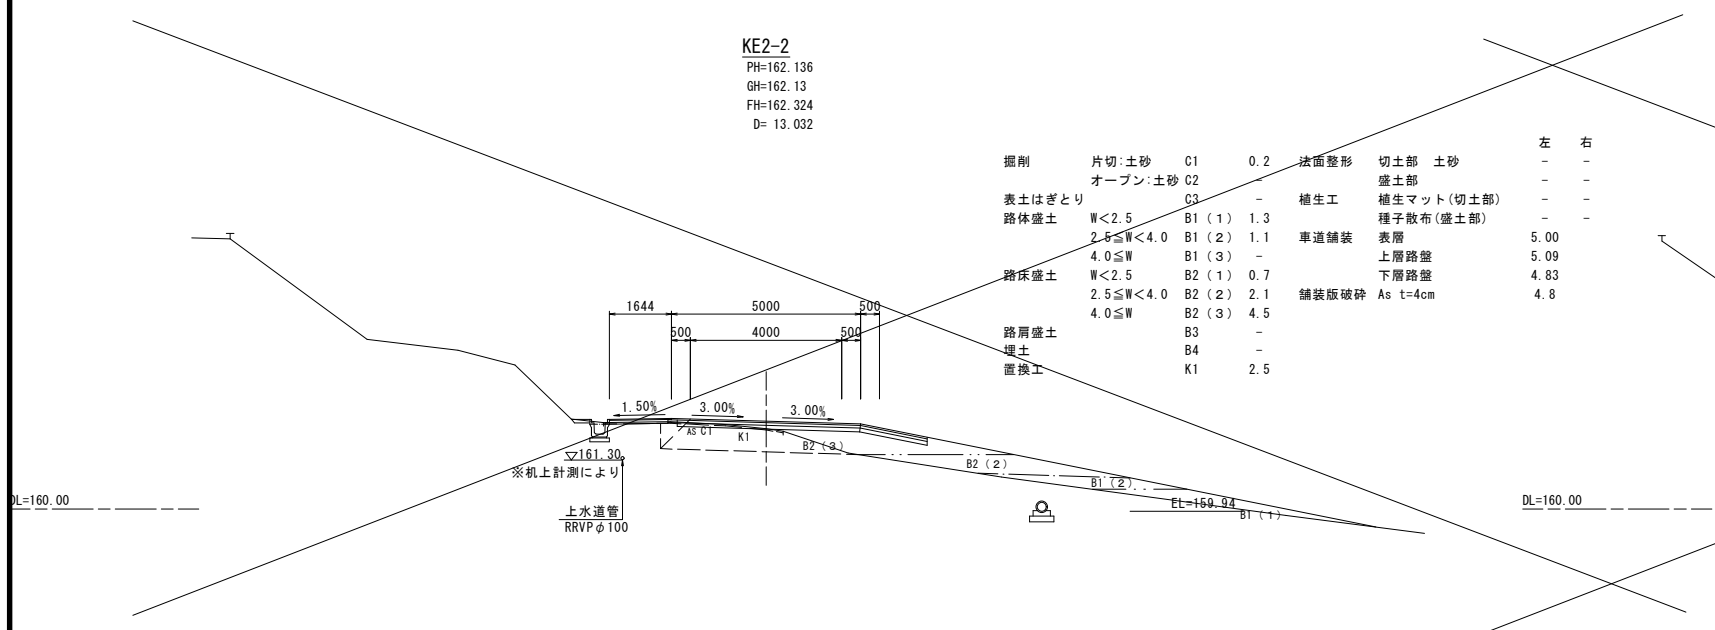 KE2-2
PH=162.136
GH=162.13
FH=162.324
D= 13.032
左 右
掘削 片切:土砂 C1 0.2 法面整形 切土部 土砂 - -
オープン:土砂 C2 - 盛土部 - -
表土はぎとり C3 - 植生工 植生マット(切土部) - -
路体盛土 W<2.5 B1(1) 1.3 種子散布(盛土部) - -
2.5≦W<4.0 B1(2) 1.1 車道舗装 表層 5.00
4.0≦W B1(3) - 上層路盤 5.09
路床盛土 W<2.5 B2(1) 0.7 下層路盤 4.83
2.5≦W<4.0 B2(2) 2.1 舗装版破砕 As t=4cm 4.8
4.0≦W B2(3) 4.5
路肩盛土 B3 -
埋土 B4 -
置換工 K1 2.5
1644 5000 500
500 4000 500
1.50% 3.00% 3.00%
AS C1 K1 B2(3)
B2(2)
B1(2)
B1(1)
▽161.30
※机上計測により
上水道管
RRVPφ100
EL=159.94
DL=160.00
DL=160.00